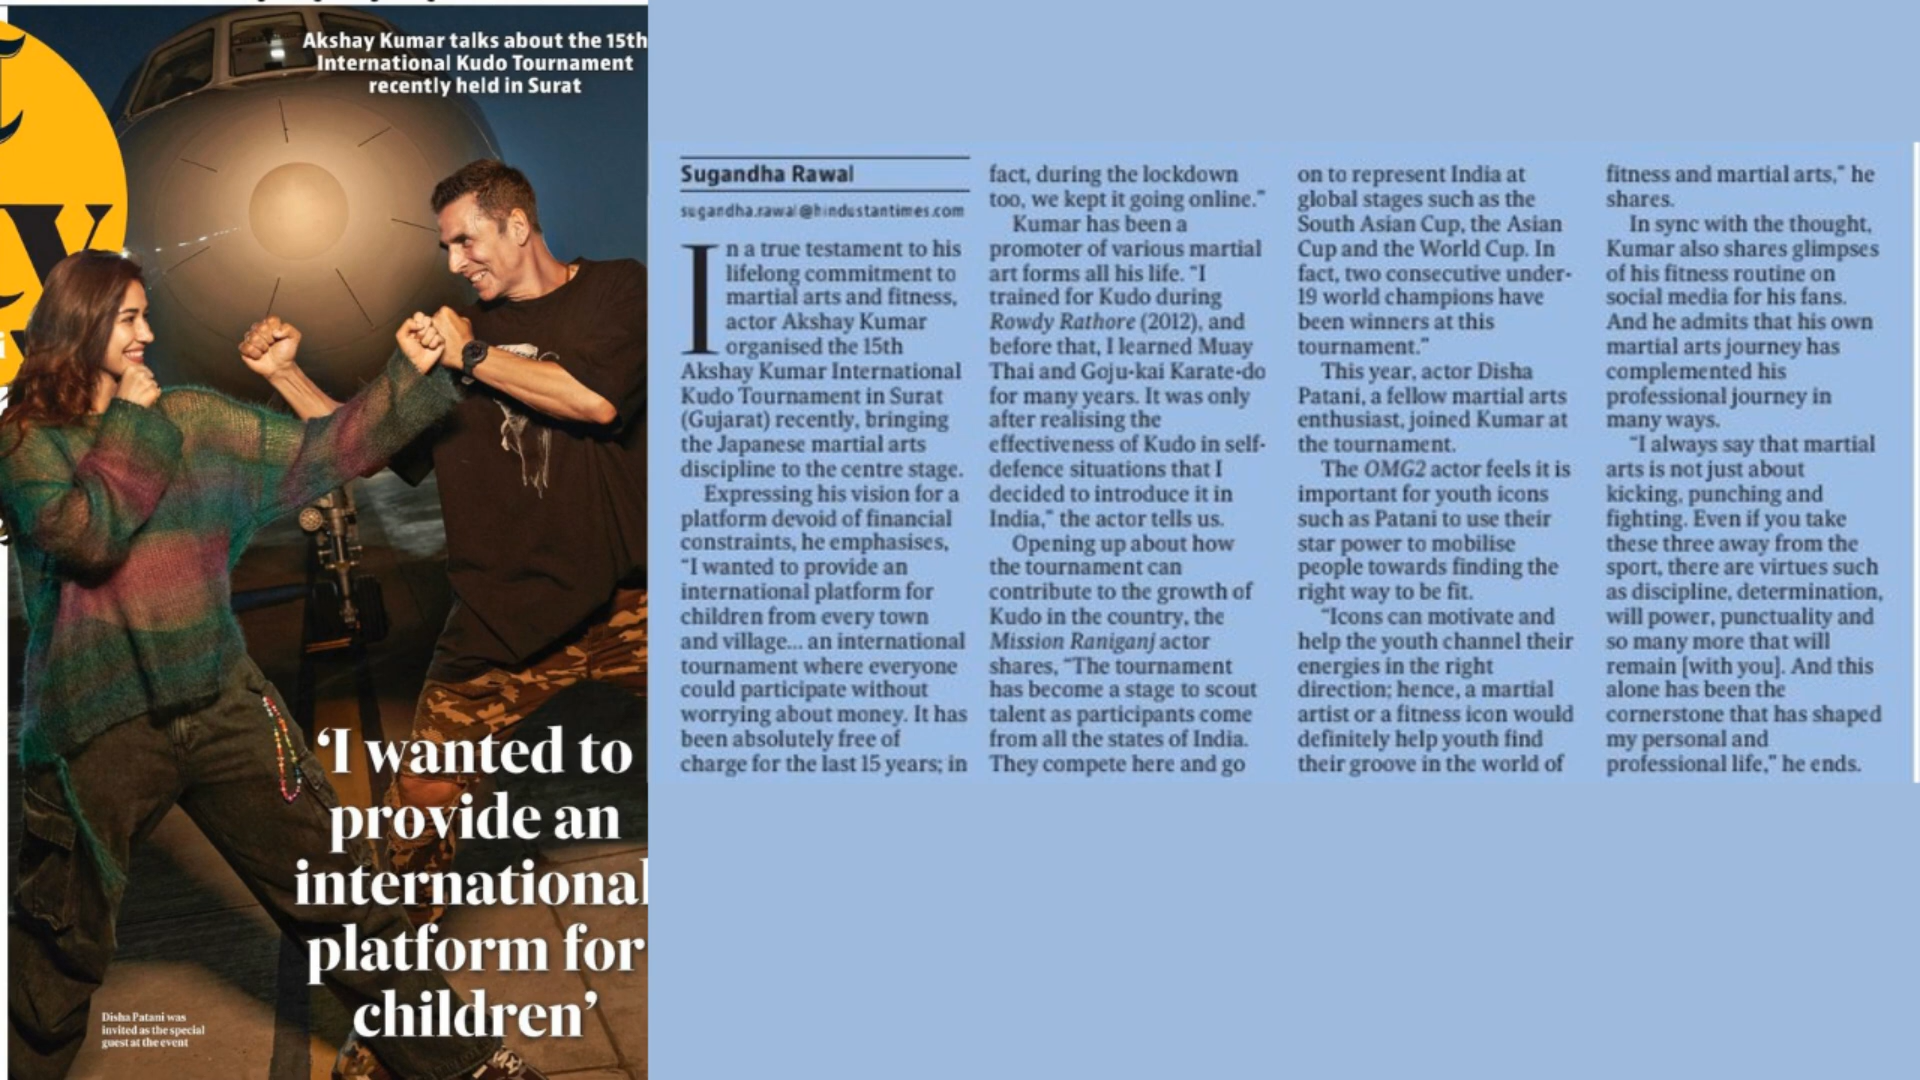 Akshay Kumar talks about the 15th
International Kudo Tournament
recently held in Surat
‘I wanted to
provide an
international
platform for
children’
Disha Patani was
invited as the special
guest at the event
Sugandha Rawal
sugandha.rawal@hindustantimes.com
In a true testament to his
lifelong commitment to
martial arts and fitness,
actor Akshay Kumar
organised the 15th
Akshay Kumar International
Kudo Tournament in Surat
(Gujarat) recently, bringing
the Japanese martial arts
discipline to the centre stage.
Expressing his vision for a
platform devoid of financial
constraints, he emphasises,
“I wanted to provide an
international platform for
children from every town
and village... an international
tournament where everyone
could participate without
worrying about money. It has
been absolutely free of
charge for the last 15 years; in
fact, during the lockdown
too, we kept it going online.”
Kumar has been a
promoter of various martial
art forms all his life. “I
trained for Kudo during
Rowdy Rathore (2012), and
before that, I learned Muay
Thai and Goju-kai Karate-do
for many years. It was only
after realising the
effectiveness of Kudo in self-
defence situations that I
decided to introduce it in
India,” the actor tells us.
Opening up about how
the tournament can
contribute to the growth of
Kudo in the country, the
Mission Raniganj actor
shares, “The tournament
has become a stage to scout
talent as participants come
from all the states of India.
They compete here and go
on to represent India at
global stages such as the
South Asian Cup, the Asian
Cup and the World Cup. In
fact, two consecutive under-
19 world champions have
been winners at this
tournament.”
This year, actor Disha
Patani, a fellow martial arts
enthusiast, joined Kumar at
the tournament.
The OMG2 actor feels it is
important for youth icons
such as Patani to use their
star power to mobilise
people towards finding the
right way to be fit.
“Icons can motivate and
help the youth channel their
energies in the right
direction; hence, a martial
artist or a fitness icon would
definitely help youth find
their groove in the world of
fitness and martial arts,” he
shares.
In sync with the thought,
Kumar also shares glimpses
of his fitness routine on
social media for his fans.
And he admits that his own
martial arts journey has
complemented his
professional journey in
many ways.
“I always say that martial
arts is not just about
kicking, punching and
fighting. Even if you take
these three away from the
sport, there are virtues such
as discipline, determination,
will power, punctuality and
so many more that will
remain [with you]. And this
alone has been the
cornerstone that has shaped
my personal and
professional life,” he ends.